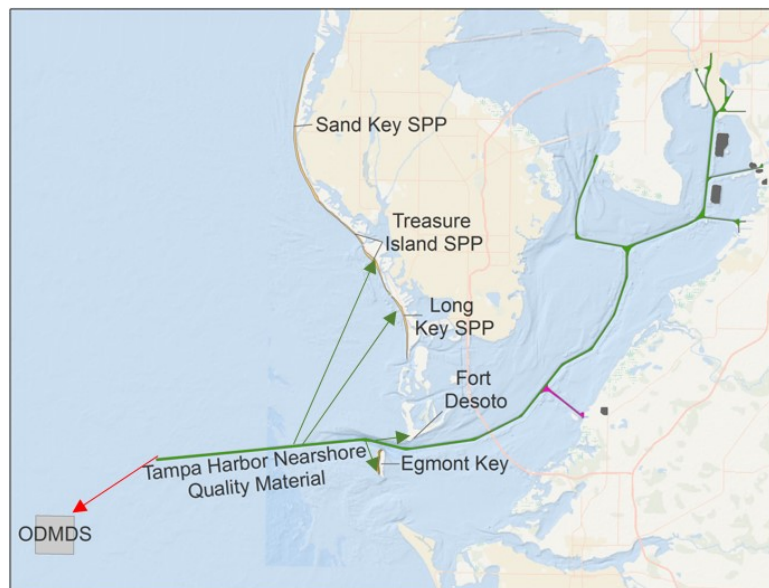 Sand Key SPP
Treasure
Island SPP
Long
Key SPP
Fort
Desoto
Tampa Harbor Nearshore
Quality Material
Egmont Key
ODMDS